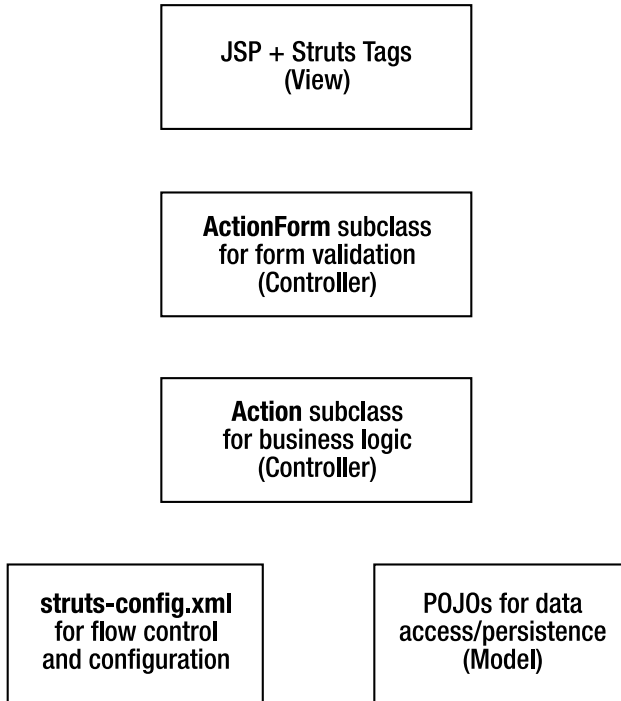 JSP + Struts Tags
(View)
ActionForm subclass
for form validation
(Controller)
Action subclass
for business logic
(Controller)
struts-config.xml
for flow control
and configuration
POJOs for data
access/persistence
(Model)